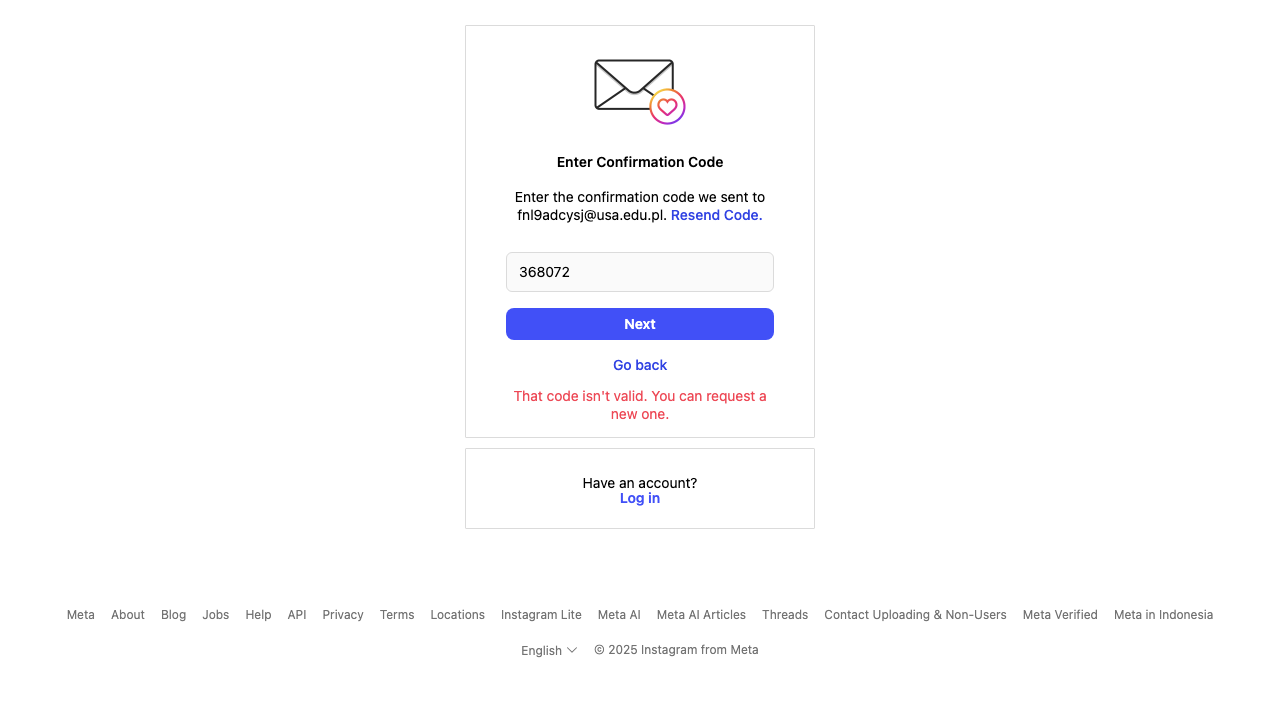 Enter Confirmation Code
Enter the confirmation code we sent to
fnl9adcysj@usa.edu.pl. Resend Code.
368072
Next
Go back
That code isn't valid. You can request a
new one.
Have an account?
Log in
Meta About Blog Jobs Help API Privacy Terms Locations Instagram Lite Meta AI Meta AI Articles Threads Contact Uploading & Non-Users Meta Verified Meta in Indonesia
English © 2025 Instagram from Meta